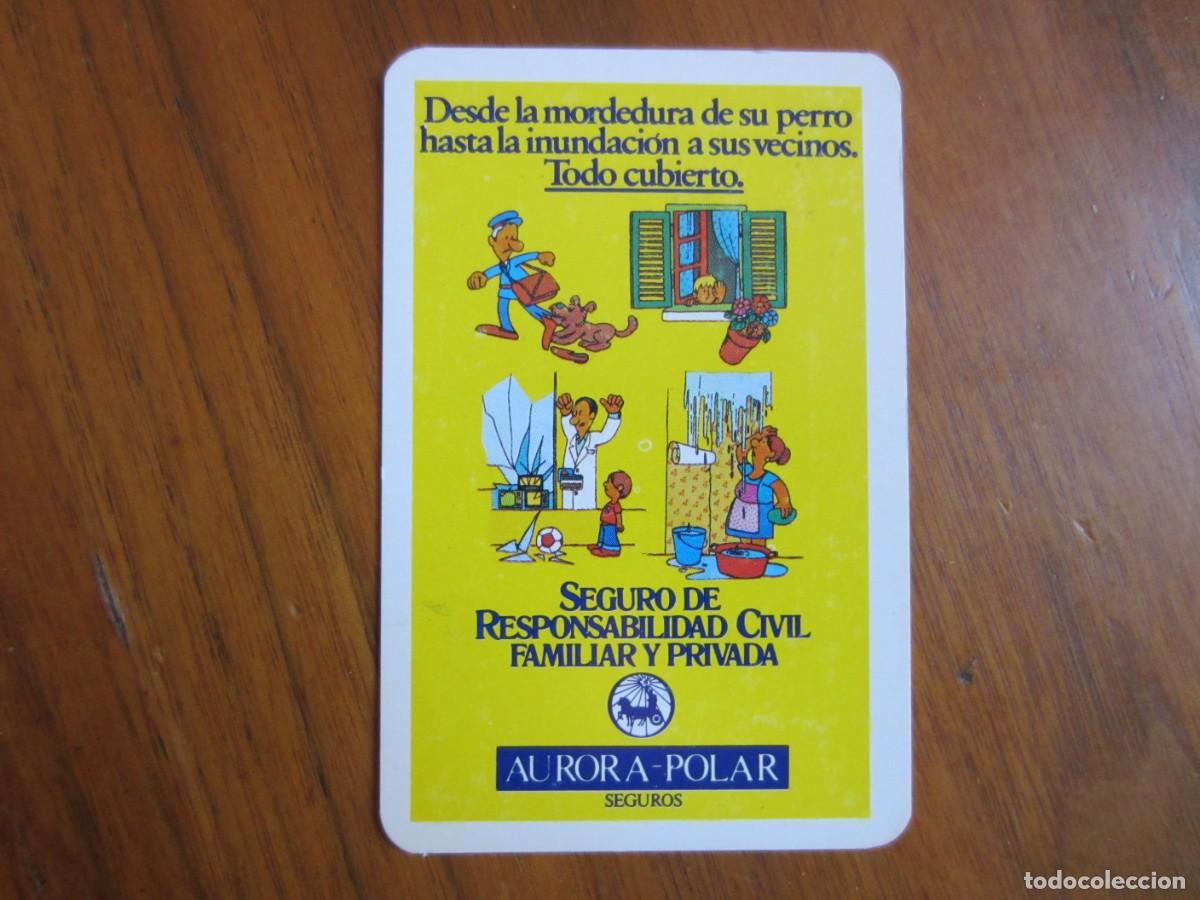 Desde la mordedura de su perro
hasta la inundación a sus vecinos.
Todo cubierto.
SEGURO DE
RESPONSABILIDAD CIVIL
FAMILIAR Y PRIVADA
AURORA-POLAR
SEGUROS
todocoleccion